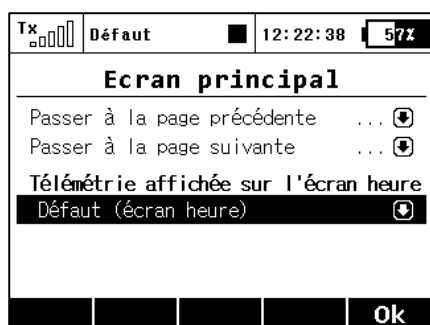 Tx Défaut 12:22:38 57%
Ecran principal
Passer à la page précédente ...
Passer à la page suivante ...
Télémétrie affichée sur l'écran heure
Défaut (écran heure)
Ok